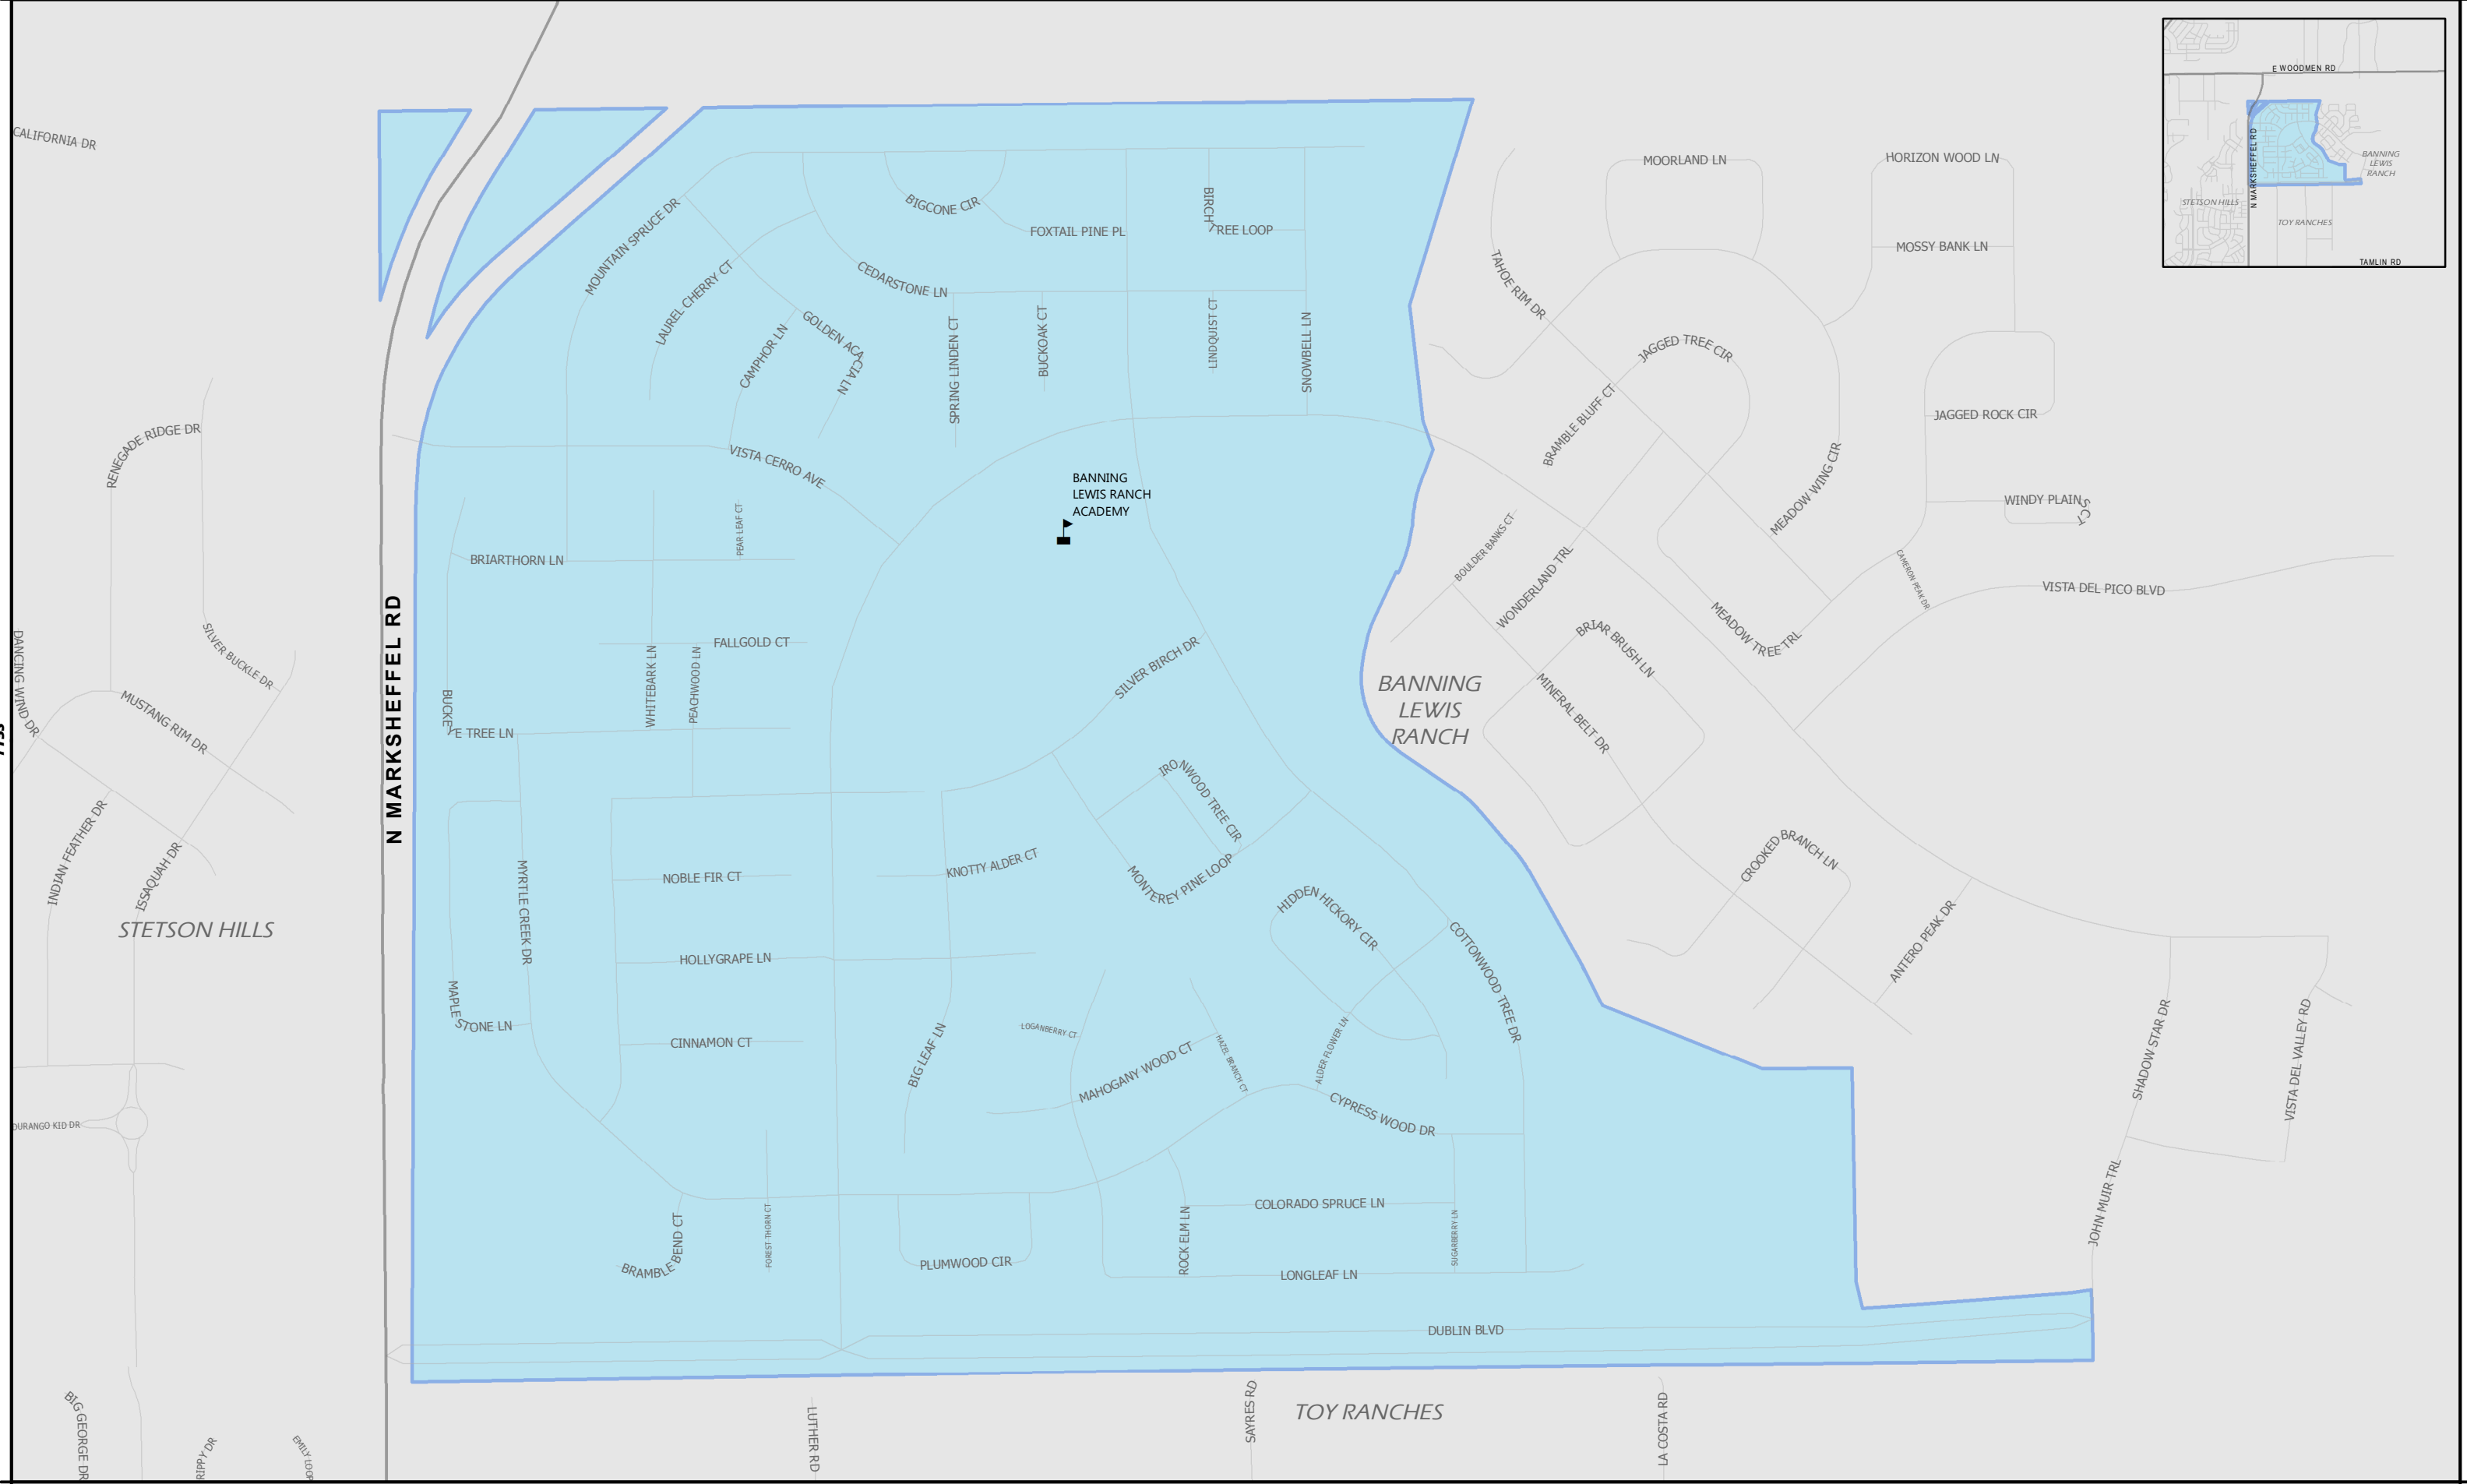 CALIFORNIA DR
E WOODMEN RD
N MARKSHEFFEL RD
BANNING
LEWIS
RANCH
STETSON HILLS
TOY RANCHES
TAMLIN RD
MOORLAND LN
HORIZON WOOD LN
MOSSY BANK LN
BIGCONE CIR
FOXTAIL PINE PL
BIRCH TREE LOOP
MOUNTAIN SPRUCE DR
LAUREL CHERRY CT
CEDARSTONE LN
GOLDEN ACACIA LN
CAMPHOR LN
SPRING LINDEN CT
BUCKOAK CT
LINDQUIST CT
SNOWBELL LN
TAHOE RIM DR
JAGGED TREE CIR
BRAMBLE BLUFF CT
JAGGED ROCK CIR
MEADOW WING CIR
WINDY PLAINS CT
RENEGADE RIDGE DR
VISTA CERRO AVE
BANNING
LEWIS RANCH
ACADEMY
PEAR LEAF CT
BRIARTHORN LN
BOULDER BANKS CT
WONDERLAND TRL
CAMERON PEAK DR
VISTA DEL PICO BLVD
MEADOW TREE TRL
BRIAR BRUSH LN
MINERAL BELT DR
DANCING WIND DR
SILVER BUCKLE DR
MUSTANG RIM DR
N MARKSHEFFEL RD
FALLGOLD CT
WHITEBARK LN
PEACHWOOD LN
SILVER BIRCH DR
BUCKEYE TREE LN
BANNING
LEWIS
RANCH
IRONWOOD TREE CIR
INDIAN FEATHER DR
ISSAQUAH DR
STETSON HILLS
MYRTLE CREEK DR
NOBLE FIR CT
KNOTTY ALDER CT
MONTEREY PINE LOOP
HIDDEN HICKORY CIR
COTTONWOOD TREE DR
CROOKED BRANCH LN
ANTERO PEAK DR
HOLLYGRAPE LN
MAPLE STONE LN
CINNAMON CT
BIG LEAF LN
LOGANBERRY CT
MAHOGANY WOOD CT
HAZEL BRANCH CT
ALDER FLOWER LN
CYPRESS WOOD DR
SHADOW STAR DR
VISTA DEL VALLEY RD
JOHN MUIR TRL
DURANGO KID DR
BRAMBLE BEND CT
FOREST THORN CT
PLUMWOOD CIR
ROCK ELM LN
COLORADO SPRUCE LN
SUGARBERRY LN
LONGLEAF LN
DUBLIN BLVD
BIG GEORGE DR
RIPPY DR
EMILY LOOP
LUTHER RD
SAYRES RD
TOY RANCHES
LA COSTA RD